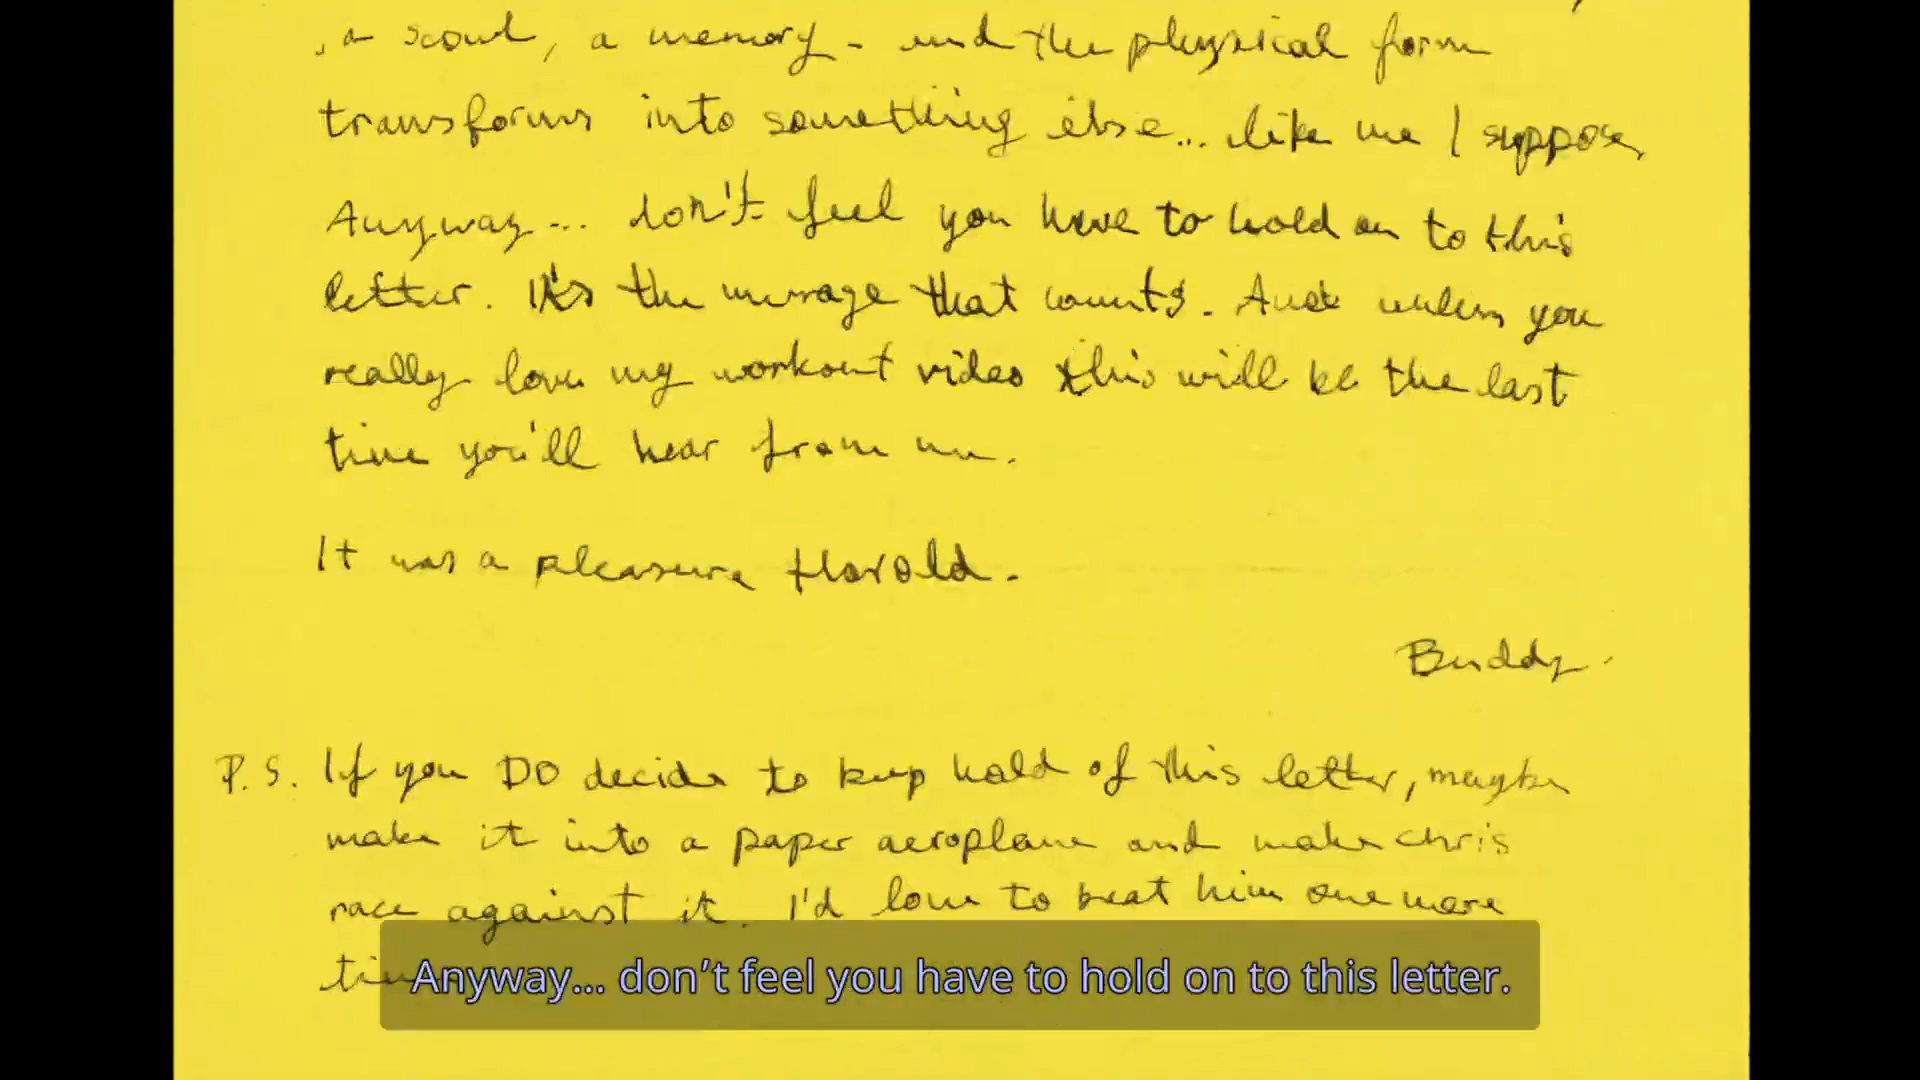 , a sound, a memory - and the physical form
transforms into something else... like me I suppose,
Anyway... don't feel you have to hold on to this
letter. It's the message that counts. And unless you
really love my workout video this will be the last
time you'll hear from me.
It was a pleasure Harold.
Buddy.
P.S. If you DO decide to keep hold of this letter, maybe
make it into a paper aeroplane and make chris
race against it. I'd love to beat him one more
Anyway... don’t feel you have to hold on to this letter.